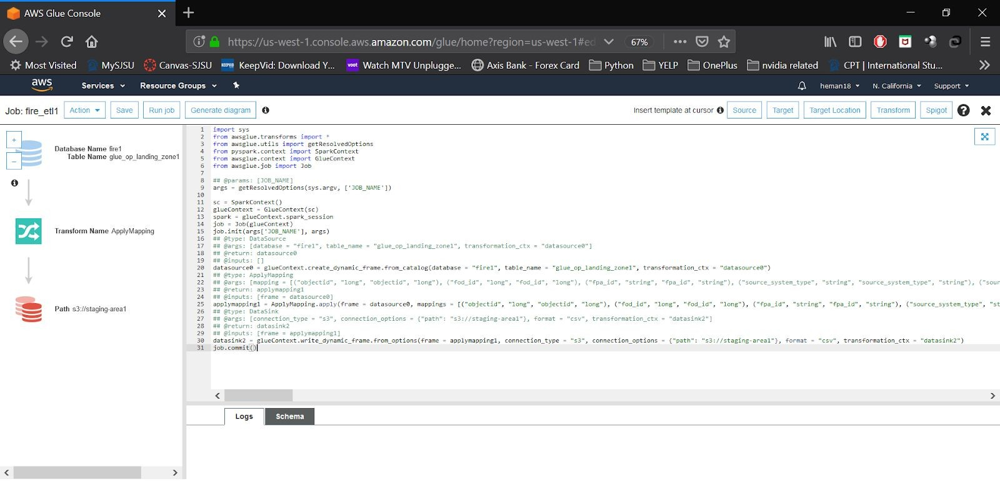 AWS Glue Console
https://us-west-1.console.aws.amazon.com/glue/home?region=us-west-1#ed
67%
Most Visited MySJSU Canvas-SJSU KEEPVID KeepVid: Download Y... voot Watch MTV Unplugge... Axis Bank - Forex Card Python YELP OnePlus nvidia related CPT | International Stu...
aws Services Resource Groups heman18 N. California Support
Job: fire_etl1 Action Save Run job Generate diagram Insert template at cursor Source Target Target Location Transform Spigot
Database Name fire1
Table Name glue_op_landing_zone1
Transform Name ApplyMapping
Path s3://staging-area1
1 import sys
2 from awsglue.transforms import *
3 from awsglue.utils import getResolvedOptions
4 from pyspark.context import SparkContext
5 from awsglue.context import GlueContext
6 from awsglue.job import Job
7
8 ## @params: [JOB_NAME]
9 args = getResolvedOptions(sys.argv, ['JOB_NAME'])
10
11 sc = SparkContext()
12 glueContext = GlueContext(sc)
13 spark = glueContext.spark_session
14 job = Job(glueContext)
15 job.init(args['JOB_NAME'], args)
16 ## @type: DataSource
17 ## @args: [database = "fire1", table_name = "glue_op_landing_zone1", transformation_ctx = "datasource0"]
18 ## @return: datasource0
19 ## @inputs: []
20 datasource0 = glueContext.create_dynamic_frame.from_catalog(database = "fire1", table_name = "glue_op_landing_zone1", transformation_ctx = "datasource0")
21 ## @type: ApplyMapping
22 ## @args: [mapping = [("objectid", "long", "objectid", "long"), ("fod_id", "long", "fod_id", "long"), ("fpa_id", "string", "fpa_id", "string"), ("source_system_type", "string", "source_system_type", "string"), ("sour
23 ## @return: applymapping1
24 ## @inputs: [frame = datasource0]
25 applymapping1 = ApplyMapping.apply(frame = datasource0, mappings = [("objectid", "long", "objectid", "long"), ("fod_id", "long", "fod_id", "long"), ("fpa_id", "string", "fpa_id", "string"), ("source_system_type", "st
26 ## @type: DataSink
27 ## @args: [connection_type = "s3", connection_options = {"path": "s3://staging-area1"}, format = "csv", transformation_ctx = "datasink2"]
28 ## @return: datasink2
29 ## @inputs: [frame = applymapping1]
30 datasink2 = glueContext.write_dynamic_frame.from_options(frame = applymapping1, connection_type = "s3", connection_options = {"path": "s3://staging-area1"}, format = "csv", transformation_ctx = "datasink2")
31 job.commit()
Logs Schema